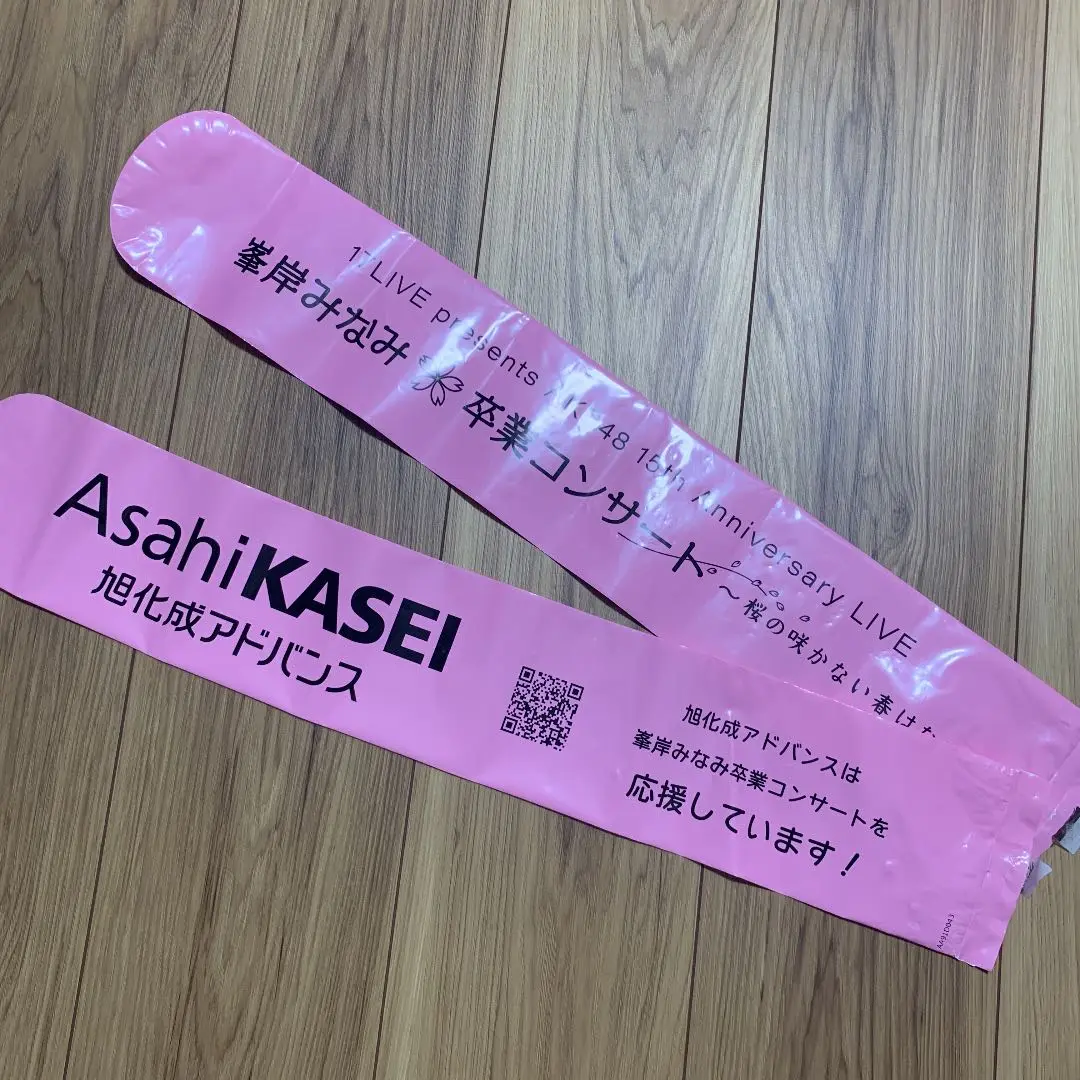 17LIVE presents AKB48 15th Anniversary LIVE
峯岸みなみ 卒業コンサート
～桜の咲かない春はな
AsahiKASEI
旭化成アドバンス
旭化成アドバンスは
峯岸みなみ卒業コンサートを
応援しています！
AA91D043